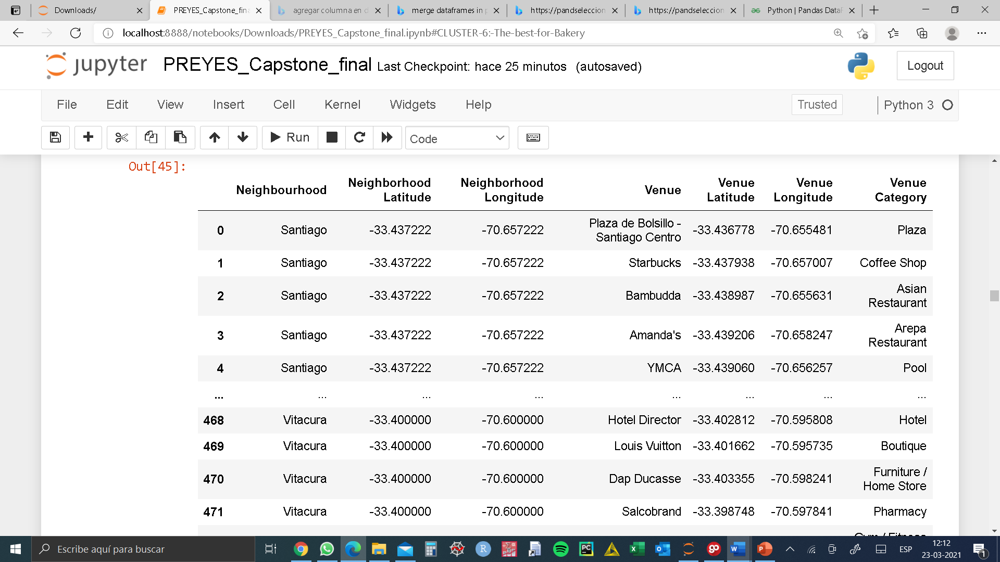 Downloads/
PREYES_Capstone_fina
agregar columna en d
merge dataframes in p
https://pandseleccion
https://pandseleccion
Python | Pandas DataF
localhost:8888/notebooks/Downloads/PREYES_Capstone_final.ipynb#CLUSTER-6:-The-best-for-Bakery
jupyter PREYES_Capstone_final Last Checkpoint: hace 25 minutos (autosaved)
Logout
File Edit View Insert Cell Kernel Widgets Help
Trusted
Python 3
Run
Code
Out[45]:
Neighbourhood Neighborhood Latitude Neighborhood Longitude Venue Venue Latitude Venue Longitude Venue Category
0 Santiago -33.437222 -70.657222 Plaza de Bolsillo - Santiago Centro -33.436778 -70.655481 Plaza
1 Santiago -33.437222 -70.657222 Starbucks -33.437938 -70.657007 Coffee Shop
2 Santiago -33.437222 -70.657222 Bambudda -33.438987 -70.655631 Asian Restaurant
3 Santiago -33.437222 -70.657222 Amanda's -33.439206 -70.658247 Arepa Restaurant
4 Santiago -33.437222 -70.657222 YMCA -33.439060 -70.656257 Pool
... ... ... ... ... ... ... ...
468 Vitacura -33.400000 -70.600000 Hotel Director -33.402812 -70.595808 Hotel
469 Vitacura -33.400000 -70.600000 Louis Vuitton -33.401662 -70.595735 Boutique
470 Vitacura -33.400000 -70.600000 Dap Ducasse -33.403355 -70.598241 Furniture / Home Store
471 Vitacura -33.400000 -70.600000 Salcobrand -33.398748 -70.597841 Pharmacy
Gym / Fitness
Escribe aquí para buscar
ESP
12:12
23-03-2021
1